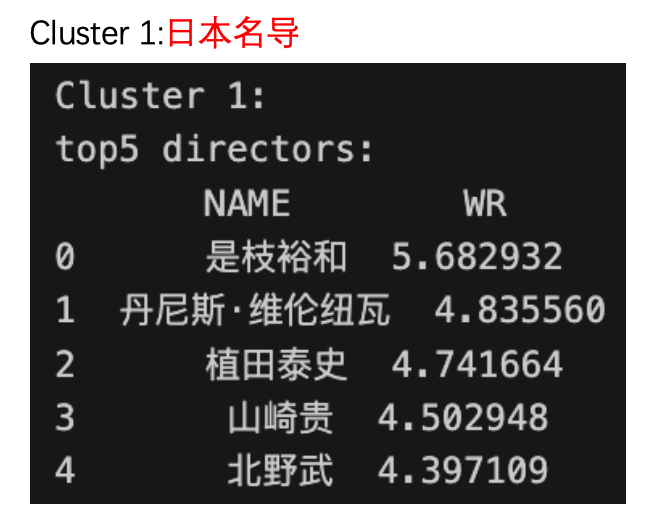 Cluster 1:日本名导
Cluster 1:
top5 directors:
NAME WR
0 是枝裕和 5.682932
1 丹尼斯·维伦纽瓦 4.835560
2 植田泰史 4.741664
3 山崎贵 4.502948
4 北野武 4.397109